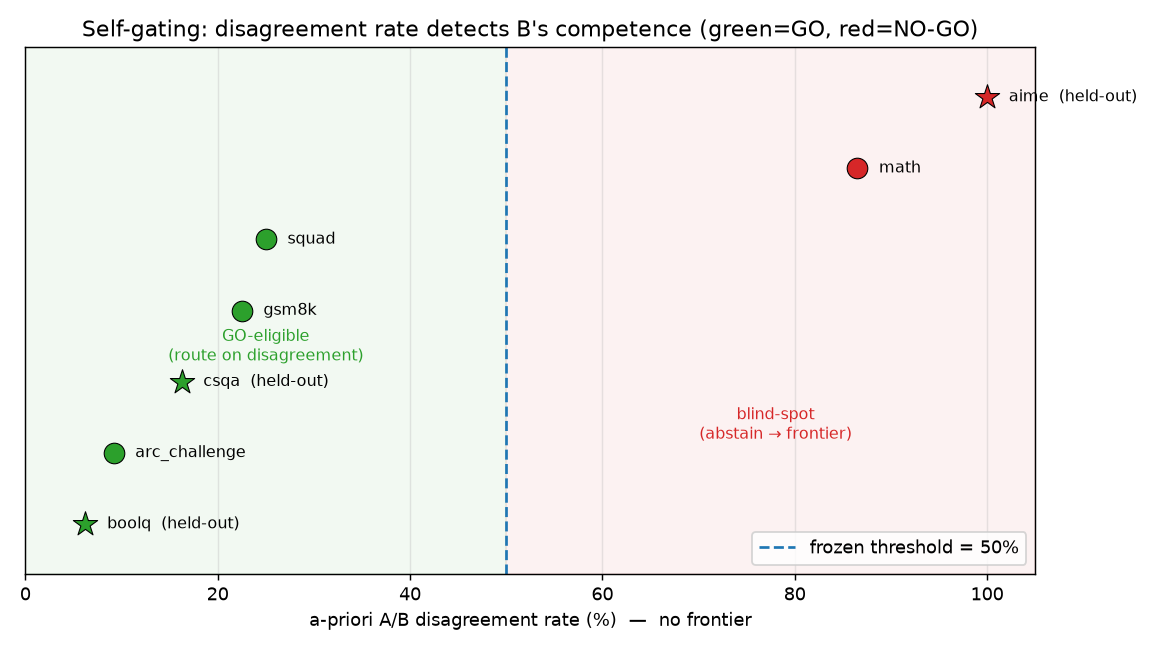 Self-gating: disagreement rate detects B's competence (green=GO, red=NO-GO)
aime  (held-out)
math
squad
gsm8k
GO-eligible
(route on disagreement)
csqa  (held-out)
blind-spot
(abstain → frontier)
arc_challenge
boolq  (held-out)
frozen threshold = 50%
0 20 40 60 80 100
a-priori A/B disagreement rate (%)  —  no frontier